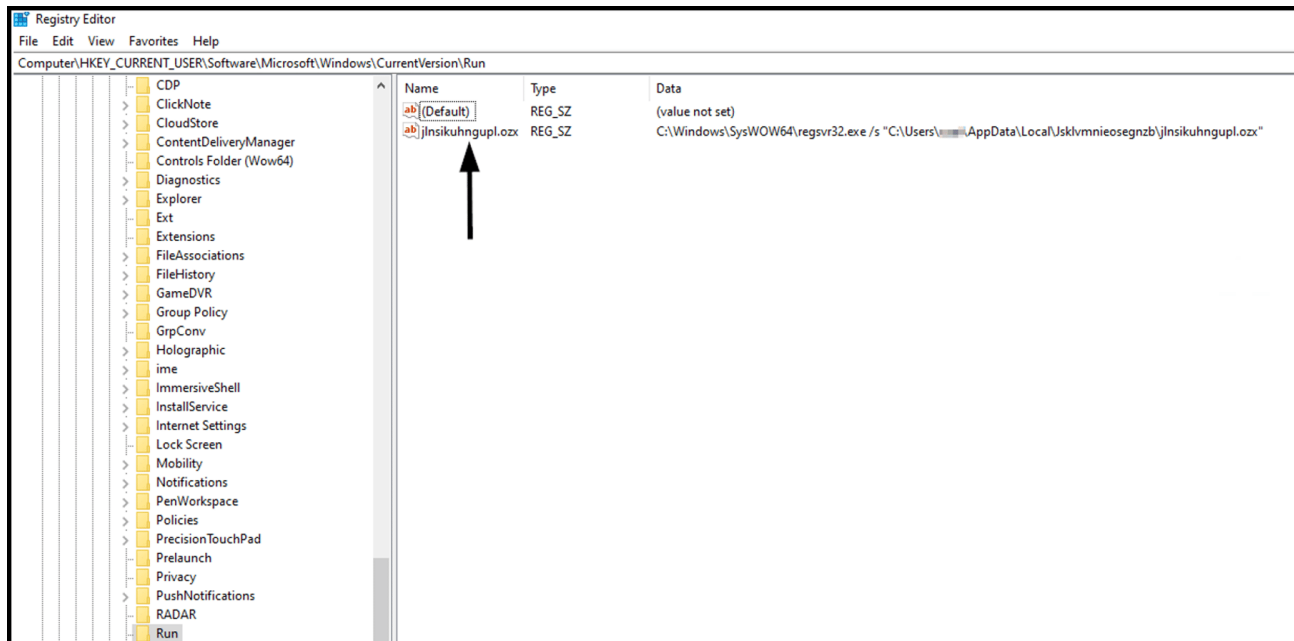 Registry Editor
File Edit View Favorites Help
Computer\HKEY_CURRENT_USER\Software\Microsoft\Windows\CurrentVersion\Run
CDP
ClickNote
CloudStore
ContentDeliveryManager
Controls Folder (Wow64)
Diagnostics
Explorer
Ext
Extensions
FileAssociations
FileHistory
GameDVR
Group Policy
GrpConv
Holographic
ime
ImmersiveShell
InstallService
Internet Settings
Lock Screen
Mobility
Notifications
PenWorkspace
Policies
PrecisionTouchPad
Prelaunch
Privacy
PushNotifications
RADAR
Run
Name Type Data
ab (Default) REG_SZ (value not set)
ab jlnsikuhngupl.ozx REG_SZ C:\Windows\SysWOW64\regsvr32.exe /s "C:\Users\ \AppData\Local\Jsklvmnieosegnzb\jlnsikuhngupl.ozx"